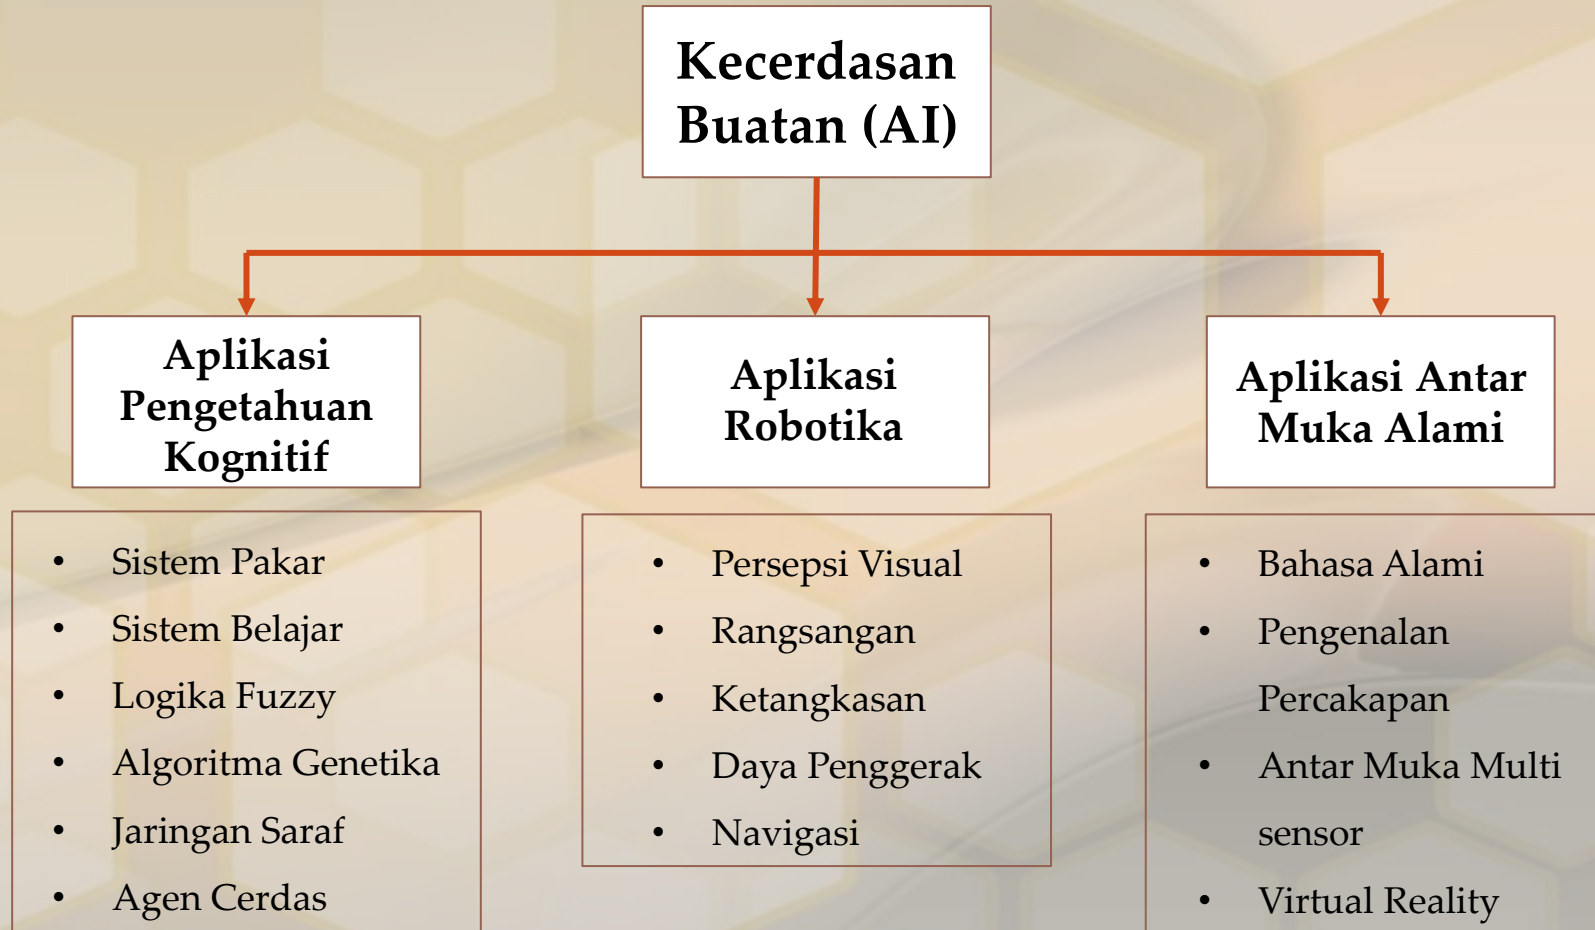 Kecerdasan
Buatan (AI)
Aplikasi
Pengetahuan
Kognitif
Aplikasi
Robotika
Aplikasi Antar
Muka Alami
• Sistem Pakar
• Sistem Belajar
• Logika Fuzzy
• Algoritma Genetika
• Jaringan Saraf
• Agen Cerdas
• Persepsi Visual
• Rangsangan
• Ketangkasan
• Daya Penggerak
• Navigasi
• Bahasa Alami
• Pengenalan
Percakapan
• Antar Muka Multi
sensor
• Virtual Reality